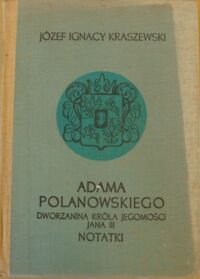 JÓZEF IGNACY KRASZEWSKI
ADAMA
POLANOWSKIEGO
DWORZANINA KRÓLA JEGOMOŚCI
JANA III
NOTATKI